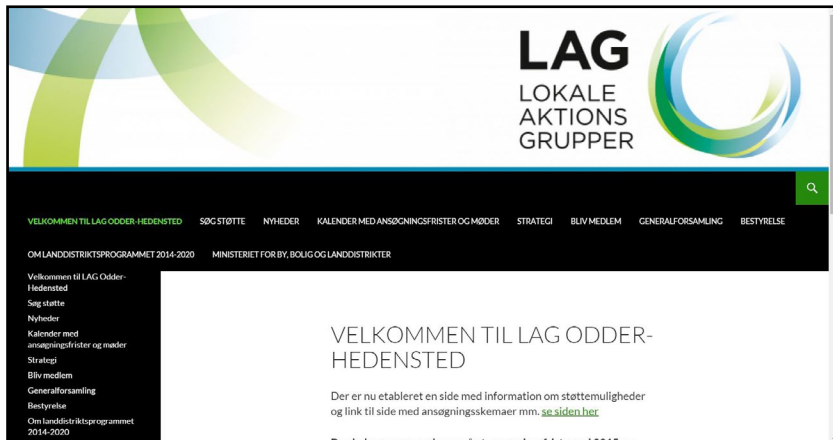 LAG
LOKALE
AKTIONS
GRUPPER
VELKOMMEN TIL LAG ODDER-HEDENSTED SØG STØTTE NYHEDER KALENDER MED ANSØGNINGSFRISTER OG MØDER STRATEGI BLIV MEDLEM GENERALFORSAMLING BESTYRELSE
OM LANDDISTRIKTSPROGRAMMET 2014-2020 MINISTERIET FOR BY, BOLIG OG LANDDISTRIKTER
Velkommen til LAG Odder-
Hedensted
Søg støtte
Nyheder
Kalender med
ansøgningsfrister og møder
Strategi
Bliv medlem
Generalforsamling
Bestyrelse
Om landdistriktsprogrammet
2014-2020
VELKOMMEN TIL LAG ODDER-
HEDENSTED
Der er nu etableret en side med information om støttemuligheder
og link til side med ansøgningsskemaer mm. se siden her